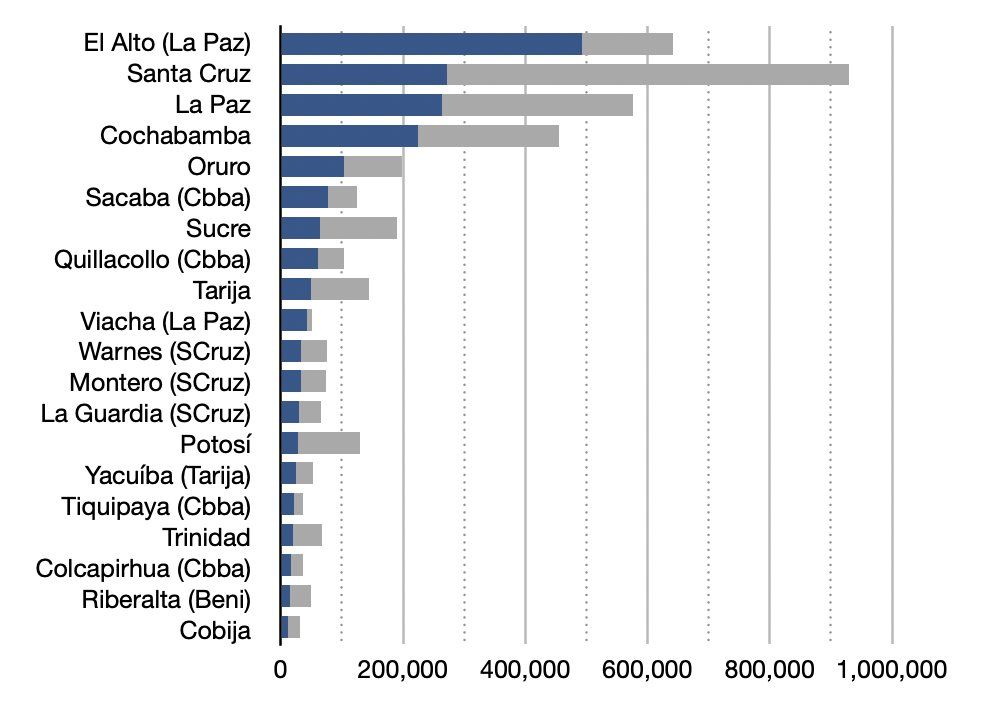 El Alto (La Paz)
Santa Cruz
La Paz
Cochabamba
Oruro
Sacaba (Cbba)
Sucre
Quillacollo (Cbba)
Tarija
Viacha (La Paz)
Warnes (SCruz)
Montero (SCruz)
La Guardia (SCruz)
Potosí
Yacuíba (Tarija)
Tiquipaya (Cbba)
Trinidad
Colcapirhua (Cbba)
Riberalta (Beni)
Cobija
0 200,000 400,000 600,000 800,000 1,000,000